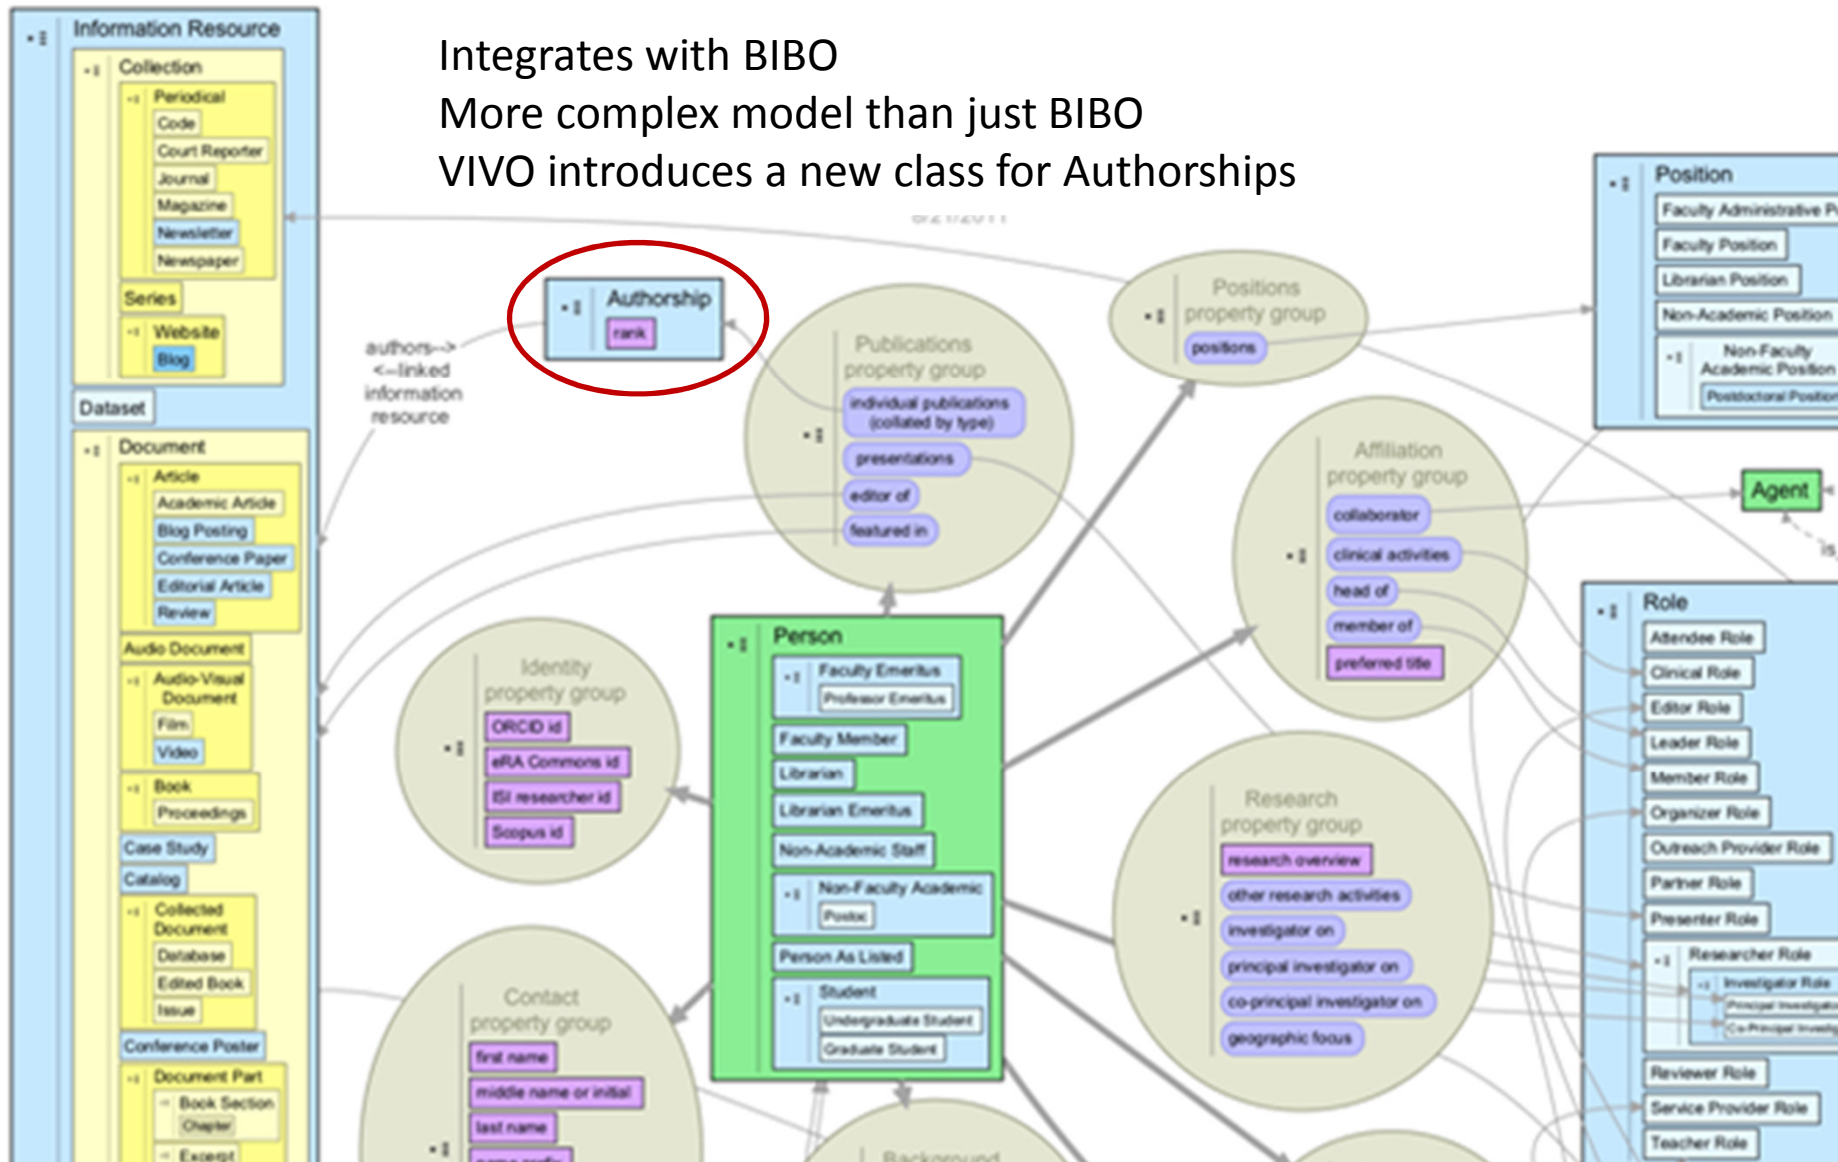 Integrates with BIBO
More complex model than just BIBO
VIVO introduces a new class for Authorships
Information Resource
Collection
Periodical
Code
Court Reporter
Journal
Magazine
Newsletter
Newspaper
Series
Website
Blog
Dataset
Document
Article
Academic Article
Blog Posting
Conference Paper
Editorial Article
Review
Audio Document
Audio-Visual
Document
Film
Video
Book
Proceedings
Case Study
Catalog
Collected
Document
Database
Edited Book
Issue
Conference Poster
Document Part
Book Section
Chapter
Excerpt
authors-->
<--linked
information
resource
Authorship
rank
Publications
property group
individual publications
(collated by type)
presentations
editor of
featured in
Positions
property group
positions
Identity
property group
ORCID id
eRA Commons id
ISI researcher id
Scopus id
Contact
property group
first name
middle name or initial
last name
Person
Faculty Emeritus
Professor Emeritus
Faculty Member
Librarian
Librarian Emeritus
Non-Academic Staff
Non-Faculty Academic
Postoc
Person As Listed
Student
Undergraduate Student
Graduate Student
Background
Affiliation
property group
collaborator
clinical activities
head of
member of
preferred title
Research
property group
research overview
other research activities
investigator on
principal investigator on
co-principal investigator on
geographic focus
Position
Faculty Administrative
Faculty Position
Librarian Position
Non-Academic Position
Non-Faculty
Academic Position
Postdoctoral Position
Agent
is
Role
Attendee Role
Clinical Role
Editor Role
Leader Role
Member Role
Organizer Role
Outreach Provider Role
Partner Role
Presenter Role
Researcher Role
Investigator Role
Principal
Co-Principal
Reviewer Role
Service Provider Role
Teacher Role